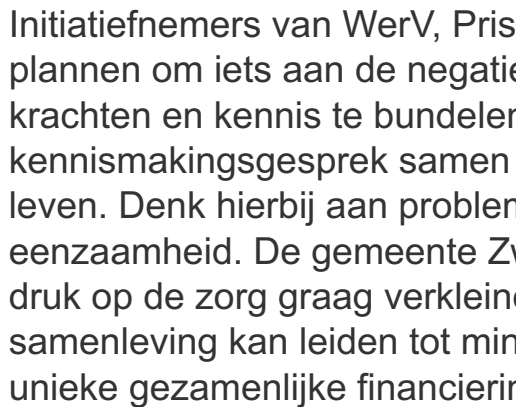 Initiatiefnemers van WerV, Pris
plannen om iets aan de negatie
krachten en kennis te bundelen
kennismakingsgesprek samen
leven. Denk hierbij aan problem
eenzaamheid. De gemeente Zw
druk op de zorg graag verkleine
samenleving kan leiden tot min
unieke gezamenlijke financierin